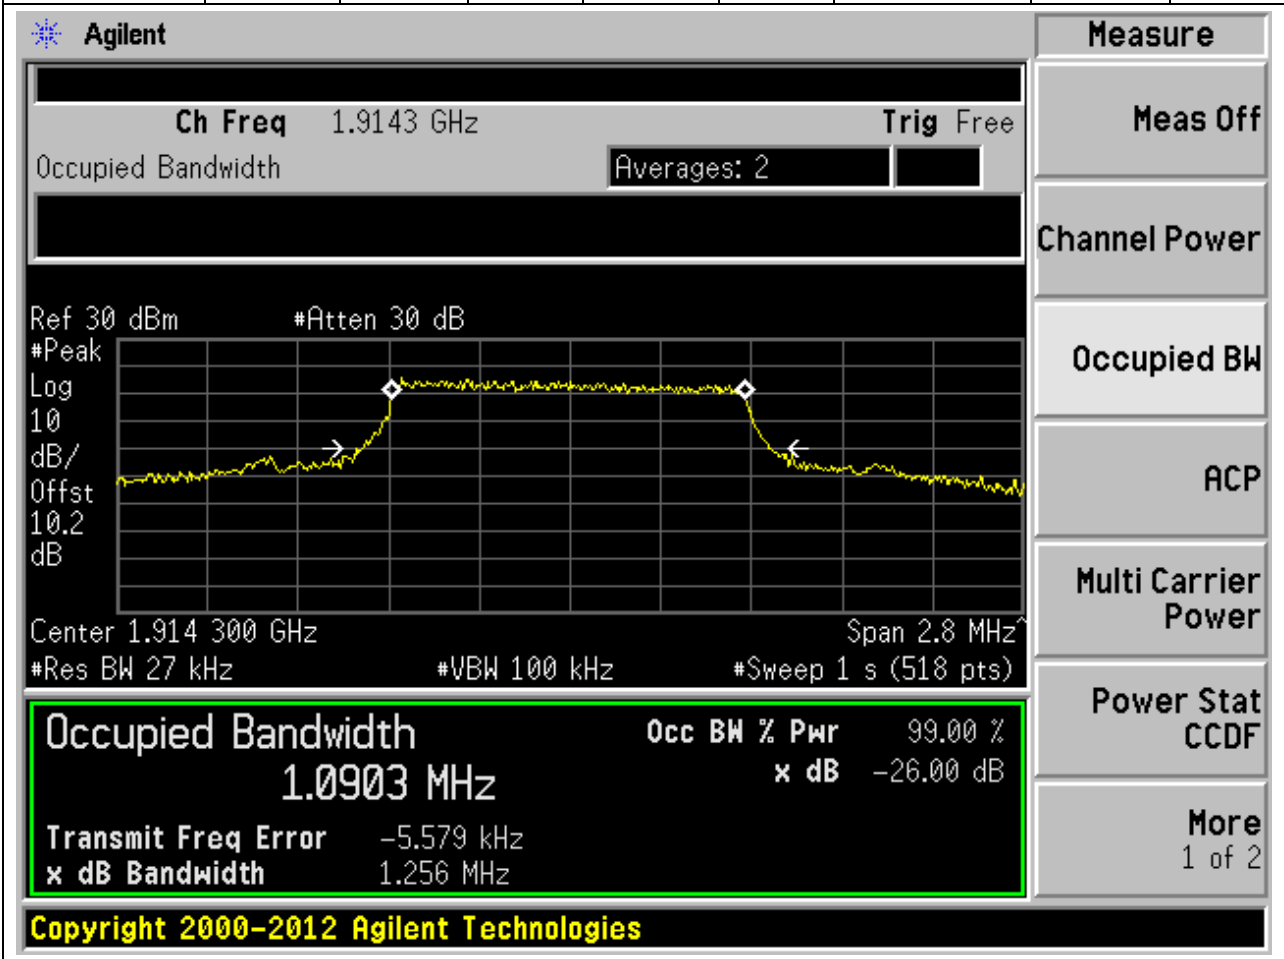 Agilent
Measure
Ch Freq 1.9143 GHz Trig Free
Meas Off
Occupied Bandwidth Averages: 2
Channel Power
Ref 30 dBm #Atten 30 dB
#Peak
Log
10
dB/
Offst
10.2
dB
Occupied BW
ACP
Center 1.914 300 GHz Span 2.8 MHz^
#Res BW 27 kHz #VBW 100 kHz #Sweep 1 s (518 pts)
Multi Carrier
Power
Occupied Bandwidth Occ BW % Pwr 99.00 %
1.0903 MHz x dB -26.00 dB
Transmit Freq Error -5.579 kHz
x dB Bandwidth 1.256 MHz
Power Stat
CCDF
More
1 of 2
Copyright 2000-2012 Agilent Technologies